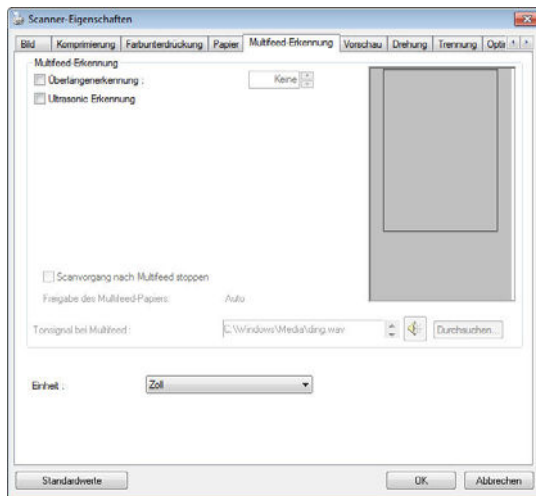 Scanner-Eigenschaften
Bild Komprimierung Farbunterdrückung Papier Multifeed-Erkennung Vorschau Drehung Trennung Opti
Multifeed-Erkennung
Überlängenerkennung : Keine
Ultrasonic Erkennung
Scanvorgang nach Multifeed stoppen
Freigabe des Multifeed-Papiers: Auto
Tonsignal bei Multifeed : C:\Windows\Media\ding.wav Durchsuchen...
Einheit : Zoll
Standardwerte OK Abbrechen